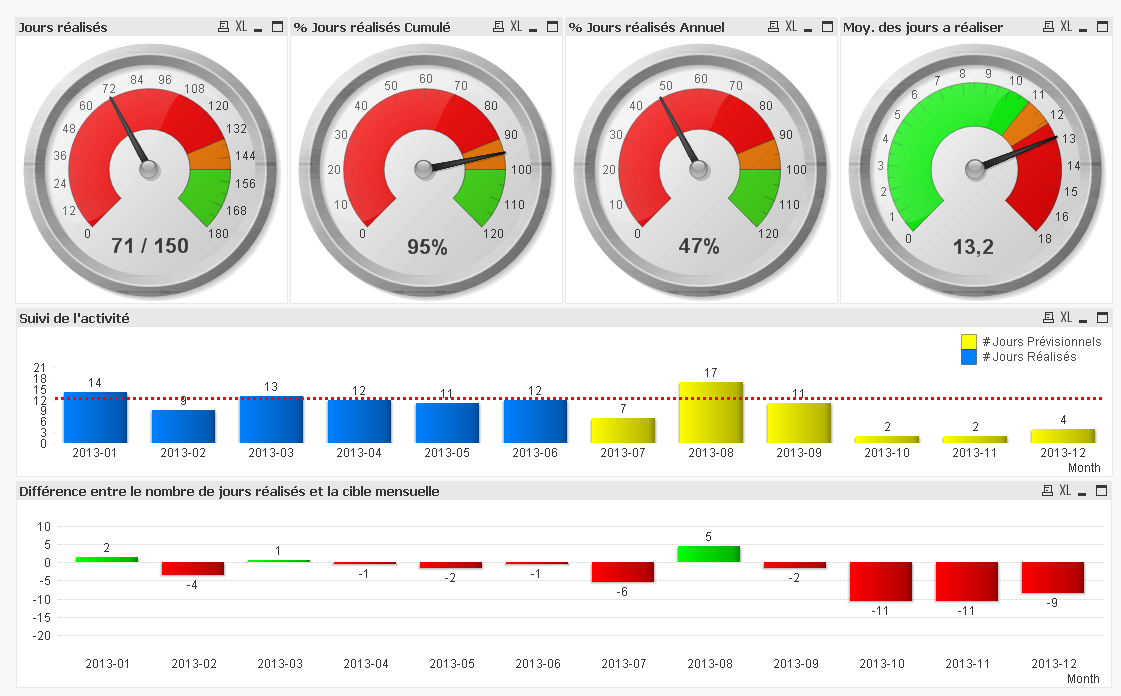 Jours réalisés XL
% Jours réalisés Cumulé XL
% Jours réalisés Annuel XL
Moy. des jours a réaliser XL
0 12 24 36 48 60 72 84 96 108 120 132 144 156 168 180
71 / 150
0 10 20 30 40 50 60 70 80 90 100 110 120
95%
0 10 20 30 40 50 60 70 80 90 100 110 120
47%
0 1 2 3 4 5 6 7 8 9 10 11 12 13 14 15 16 18
13,2
Suivi de l'activité XL
# Jours Prévisionnels
# Jours Réalisés
21
18
15
12
9
6
3
0
14 9 13 12 11 12 7 17 11 2 2 4
2013-01 2013-02 2013-03 2013-04 2013-05 2013-06 2013-07 2013-08 2013-09 2013-10 2013-11 2013-12
Month
Différence entre le nombre de jours réalisés et la cible mensuelle XL
10
5
0
-5
-10
-15
-20
2 -4 1 -1 -2 -1 -6 5 -2 -11 -11 -9
2013-01 2013-02 2013-03 2013-04 2013-05 2013-06 2013-07 2013-08 2013-09 2013-10 2013-11 2013-12
Month